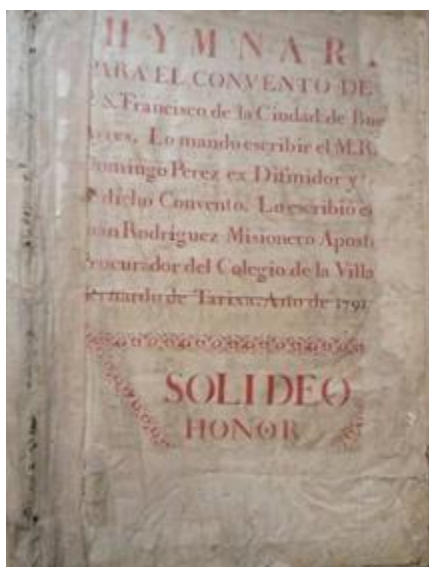 HYMNAR.
PARA EL CONVENTO DE
S. Francisco de la Ciudad de Bue
Ayres. Lo mando escribir el M.R.
Domingo Perez ex Difinidor y
dicho Convento. Lo escribió el
Juan Rodriguez Misionero Apost
Procurador del Colegio de la Villa
ernardo de Tarixa. Año de 1791
SOLI DEO
HONOR